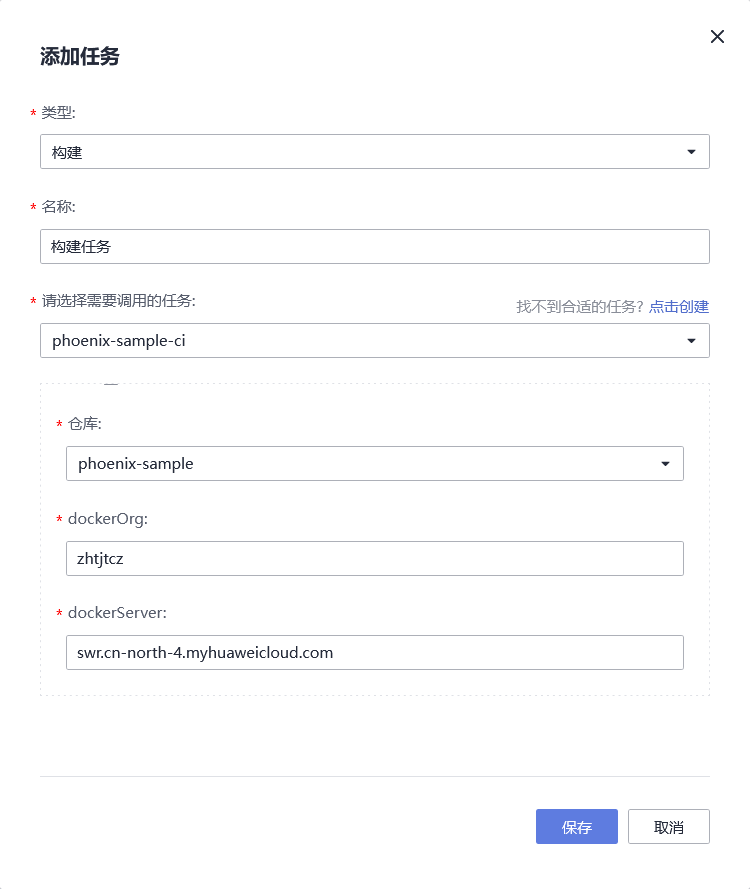 添加任务
* 类型:
构建
* 名称:
构建任务
* 请选择需要调用的任务:
找不到合适的任务? 点击创建
phoenix-sample-ci
* 仓库:
phoenix-sample
* dockerOrg:
zhtjtcz
* dockerServer:
swr.cn-north-4.myhuaweicloud.com
保存 取消